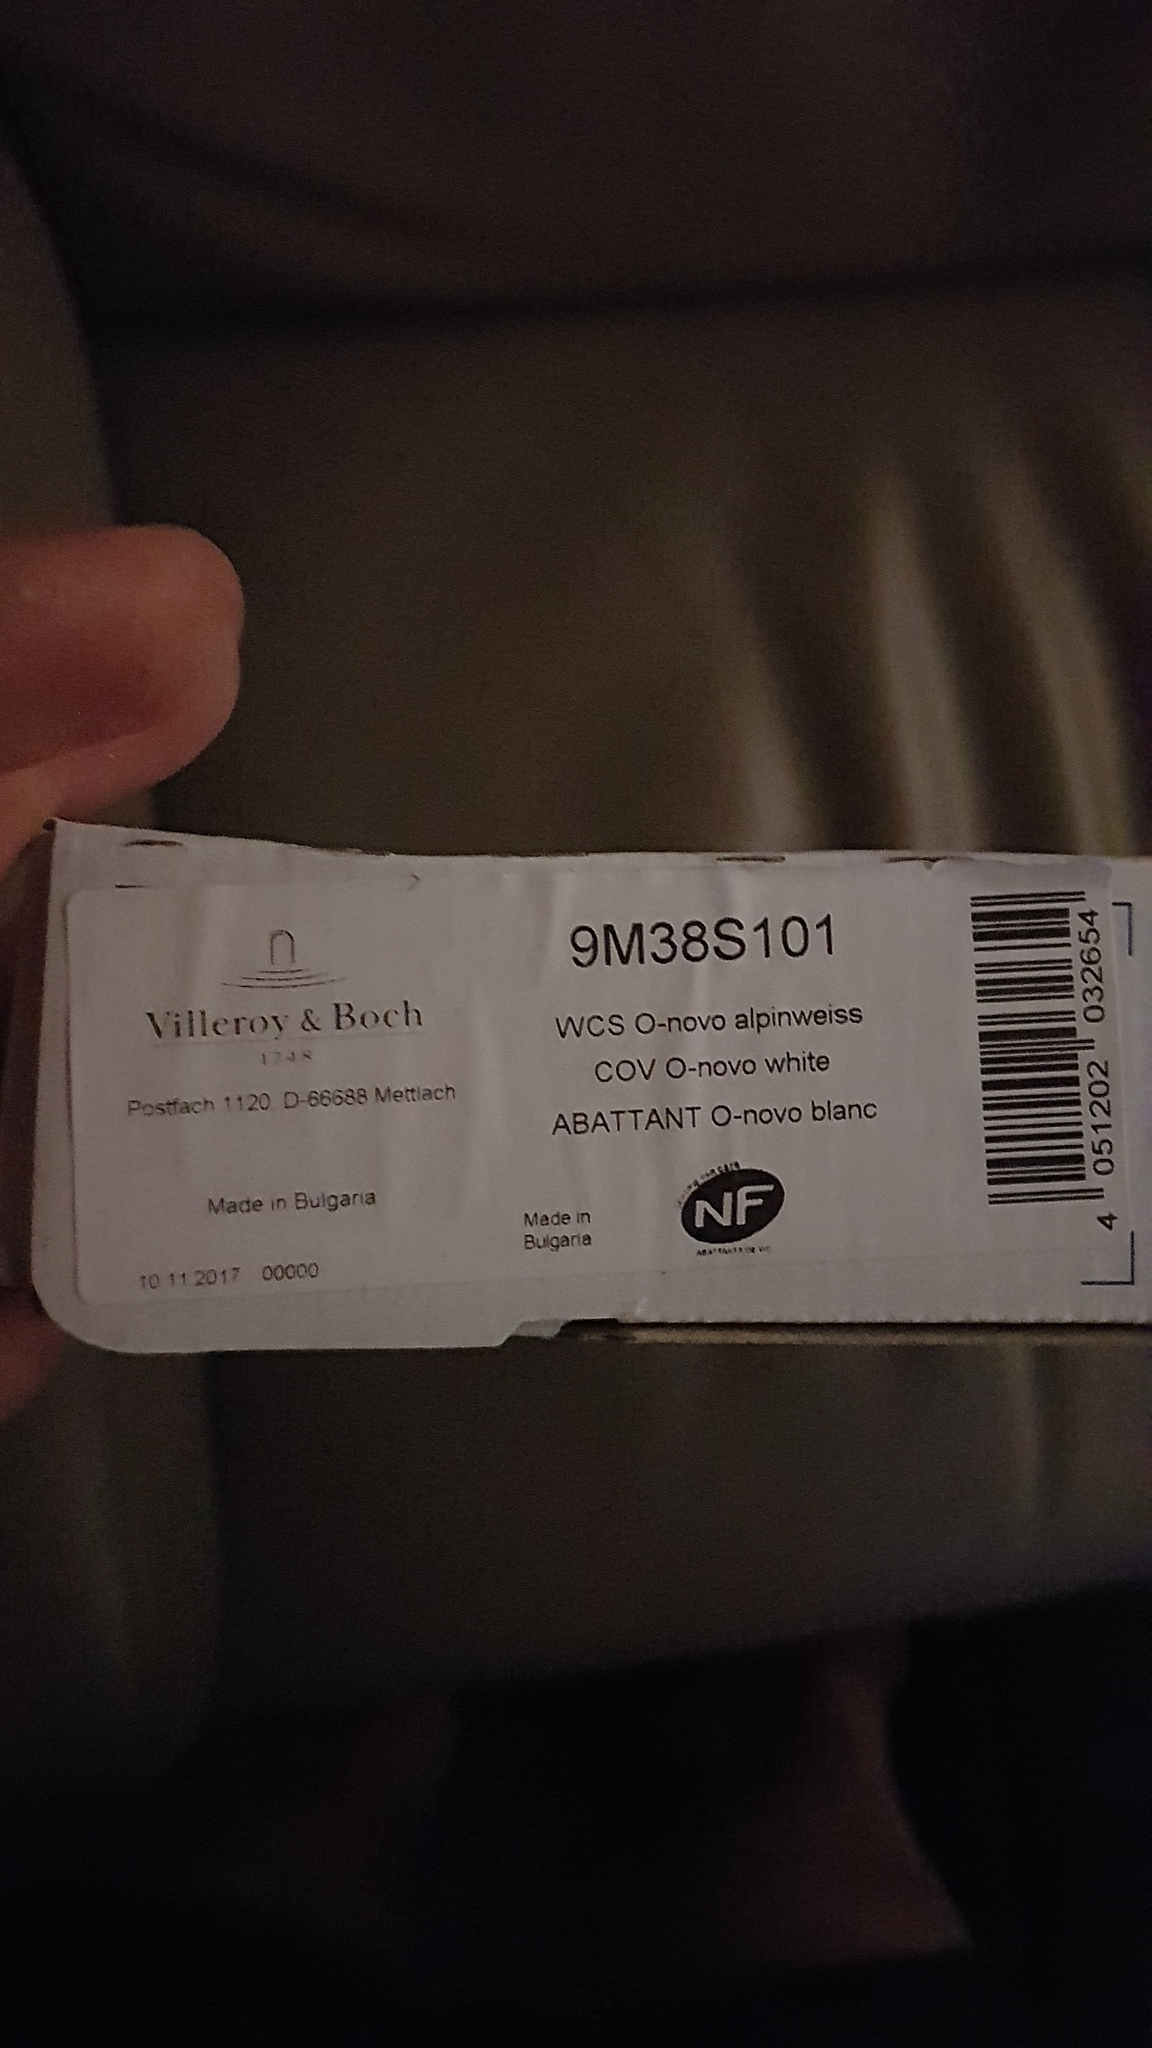 Villeroy & Boch
1748
Postfach 1120, D-66688 Mettlach
Made in Bulgaria
10.11.2017 00000
9M38S101
WCS O-novo alpinweiss
COV O-novo white
ABATTANT O-novo blanc
Made in
Bulgaria
NF
4 051202 032654